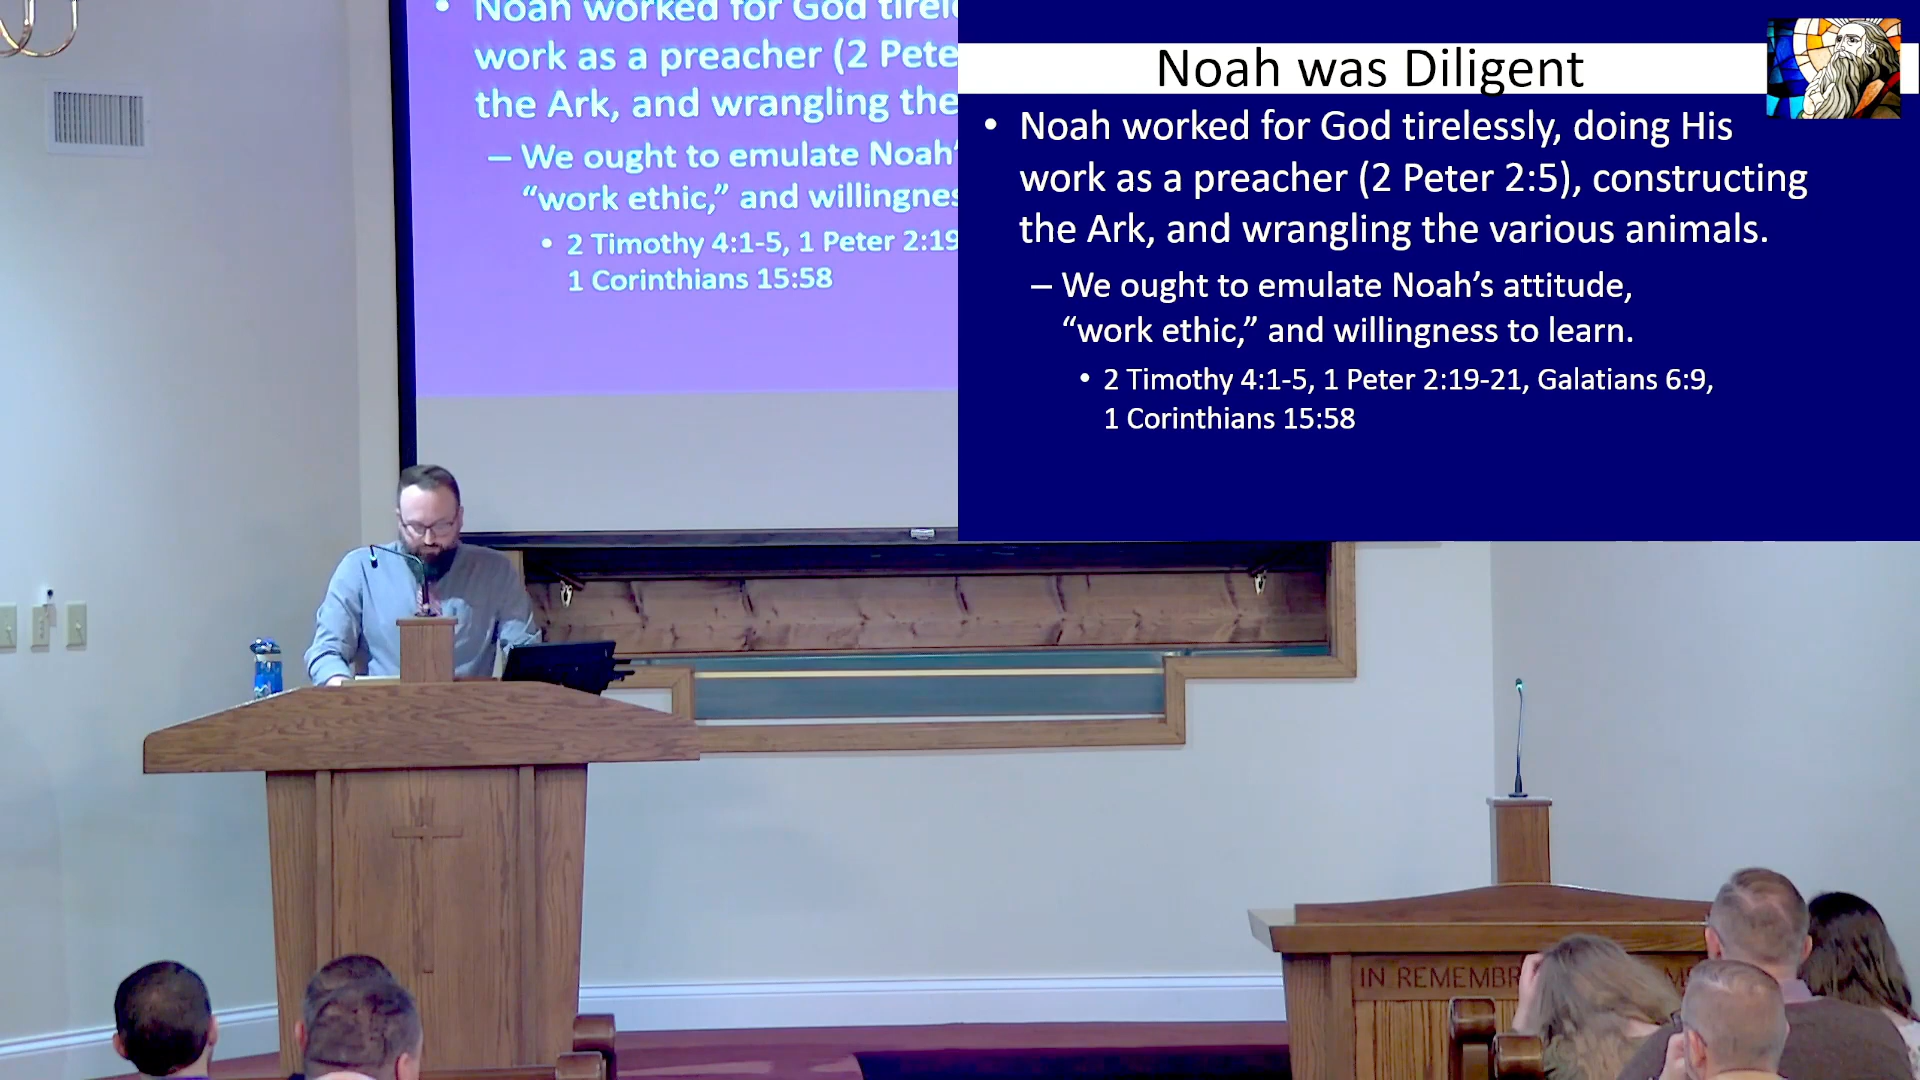 • Noah worked for God tirel
work as a preacher (2 Pete
the Ark, and wrangling the
– We ought to emulate Noah’
“work ethic,” and willingnes
• 2 Timothy 4:1-5, 1 Peter 2:19
1 Corinthians 15:58
Noah was Diligent
• Noah worked for God tirelessly, doing His
work as a preacher (2 Peter 2:5), constructing
the Ark, and wrangling the various animals.
– We ought to emulate Noah’s attitude,
“work ethic,” and willingness to learn.
• 2 Timothy 4:1-5, 1 Peter 2:19-21, Galatians 6:9,
1 Corinthians 15:58
IN REMEMBR